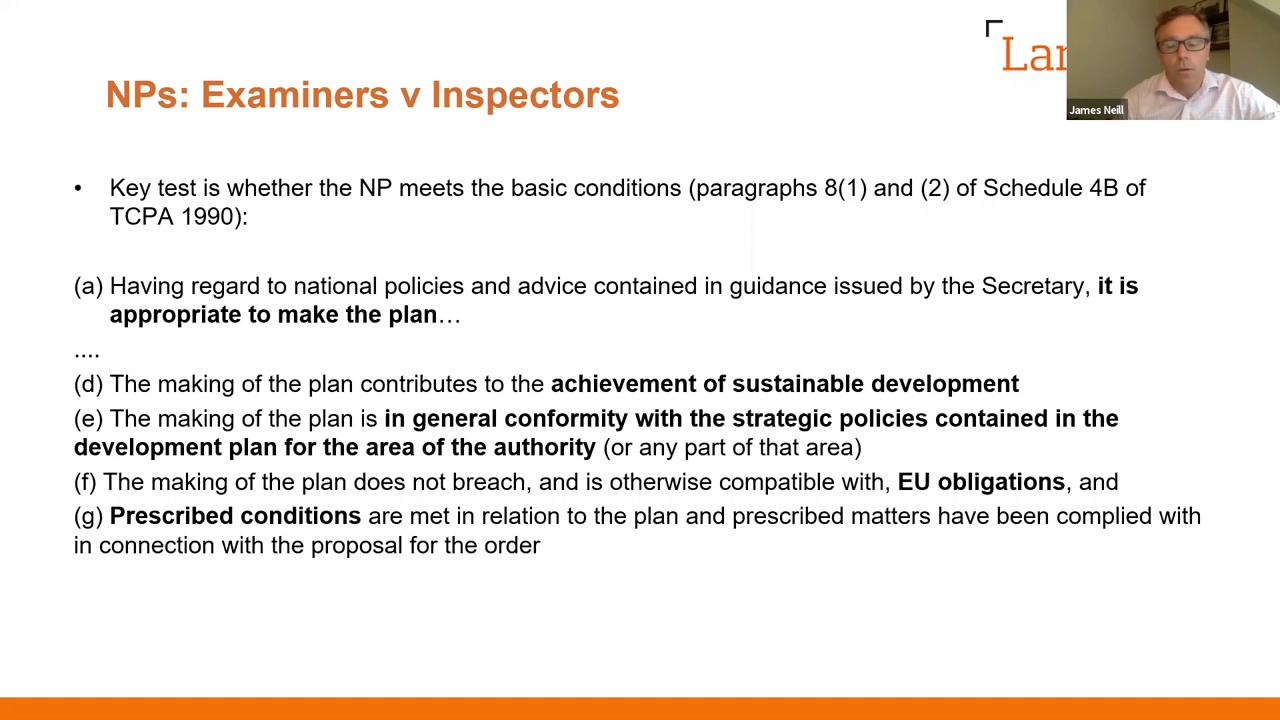 NPs: Examiners v Inspectors
James Neill
• Key test is whether the NP meets the basic conditions (paragraphs 8(1) and (2) of Schedule 4B of
TCPA 1990):
(a) Having regard to national policies and advice contained in guidance issued by the Secretary, it is
appropriate to make the plan…
....
(d) The making of the plan contributes to the achievement of sustainable development
(e) The making of the plan is in general conformity with the strategic policies contained in the
development plan for the area of the authority (or any part of that area)
(f) The making of the plan does not breach, and is otherwise compatible with, EU obligations, and
(g) Prescribed conditions are met in relation to the plan and prescribed matters have been complied with
in connection with the proposal for the order